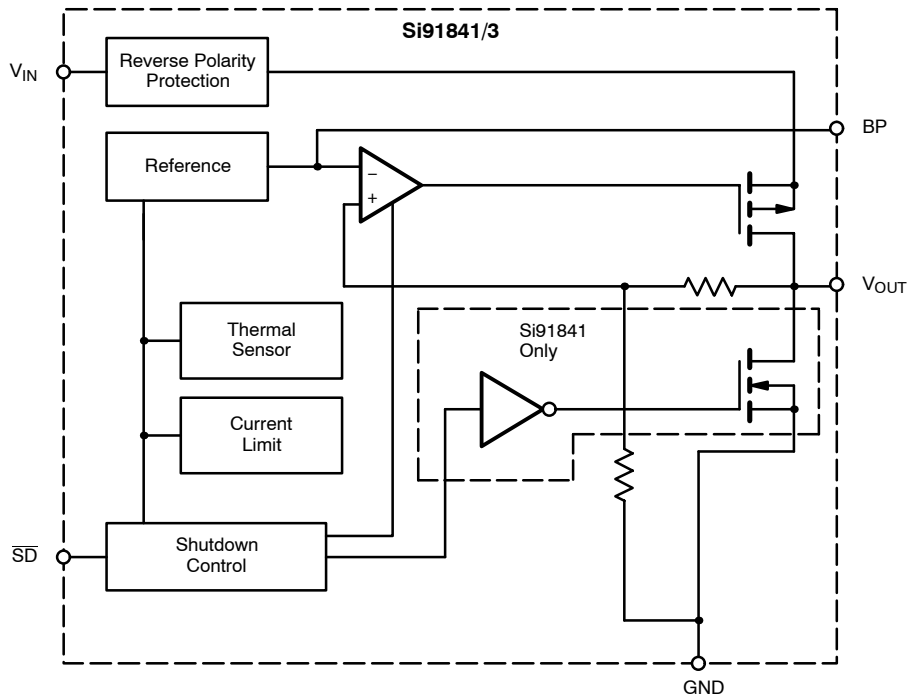 Si91841/3
VIN
Reverse Polarity
Protection
BP
Reference
−
+
VOUT
Si91841
Only
Thermal
Sensor
Current
Limit
SD
Shutdown
Control
GND